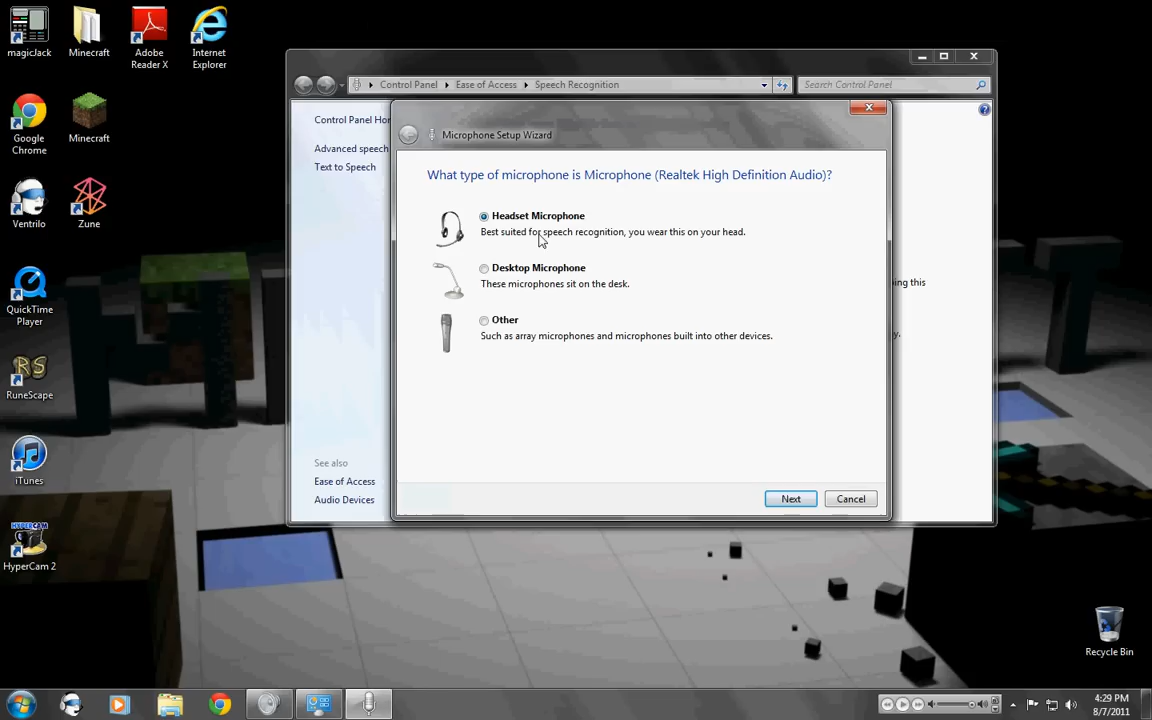 magicJack
Minecraft
Adobe
Reader X
Internet
Explorer
Google
Chrome
Minecraft
Ventrilo
Zune
QuickTime
Player
RS
RuneScape
iTunes
HYPERCAM
HyperCam 2
Control Panel
Ease of Access
Speech Recognition
Search Control Panel
Control Panel Hor
Advanced speech
Text to Speech
See also
Ease of Access
Audio Devices
Microphone Setup Wizard
What type of microphone is Microphone (Realtek High Definition Audio)?
Headset Microphone
Best suited for speech recognition, you wear this on your head.
Desktop Microphone
These microphones sit on the desk.
Other
Such as array microphones and microphones built into other devices.
Next
Cancel
ing this
y.
Recycle Bin
4:29 PM
8/7/2011